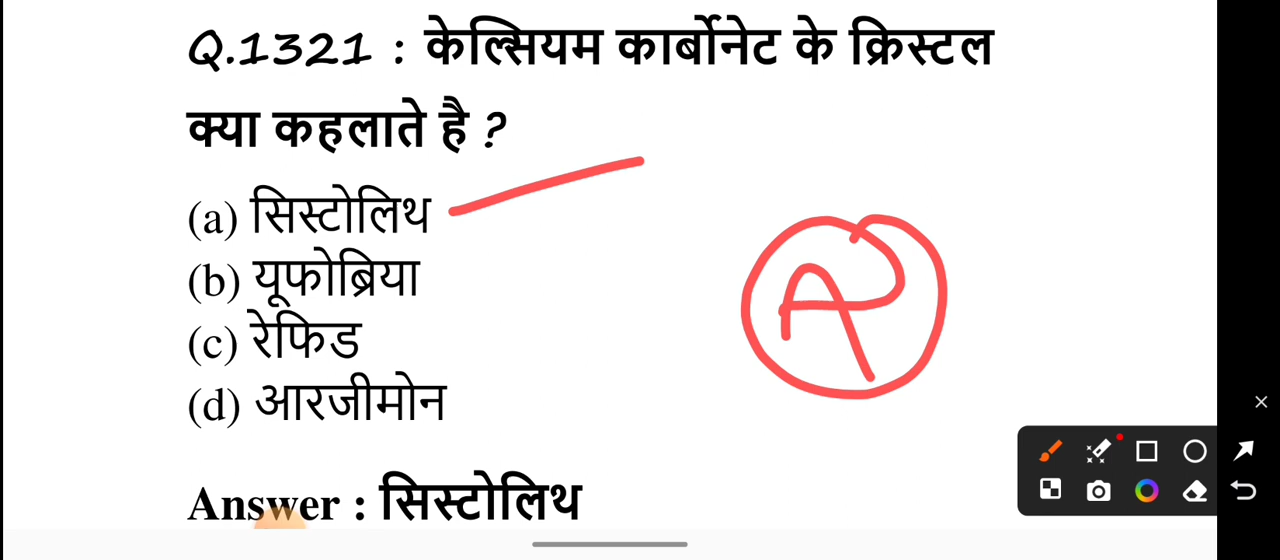 Q.1321 : केल्सियम कार्बोनेट के क्रिस्टल
क्या कहलाते है ?
(a) सिस्टोलिथ
(b) यूफोब्रिया
(c) रेफिड
(d) आरजीमोन
A
Answer : सिस्टोलिथ